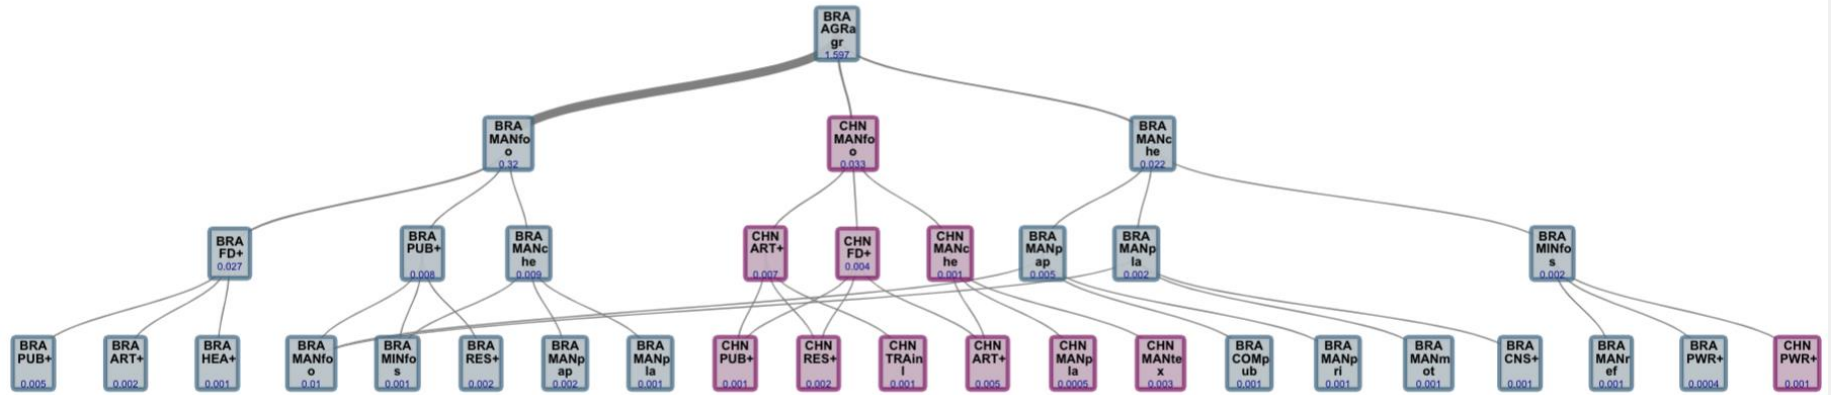 BRA
AGRa
gr
1.597
BRA
MANfo
o
0.32
CHN
MANfo
o
0.033
BRA
MANc
he
0.022
BRA
FD+
0.027
BRA
PUB+
0.008
BRA
MANc
he
0.009
CHN
ART+
0.007
CHN
FD+
0.004
CHN
MANc
he
0.001
BRA
MANp
ap
0.005
BRA
MANp
la
0.002
BRA
MINfo
s
0.002
BRA
PUB+
0.005
BRA
ART+
0.002
BRA
HEA+
0.001
BRA
MANfo
o
0.01
BRA
MINfo
s
0.001
BRA
RES+
0.002
BRA
MANp
ap
0.002
BRA
MANp
la
0.001
CHN
PUB+
0.001
CHN
RES+
0.002
CHN
TRAin
l
0.001
CHN
ART+
0.005
CHN
MANp
la
0.0005
CHN
MANte
x
0.003
BRA
COMp
ub
0.001
BRA
MANp
ri
0.001
BRA
MANm
ot
0.001
BRA
CNS+
0.001
BRA
MANr
ef
0.001
BRA
PWR+
0.0004
CHN
PWR+
0.001